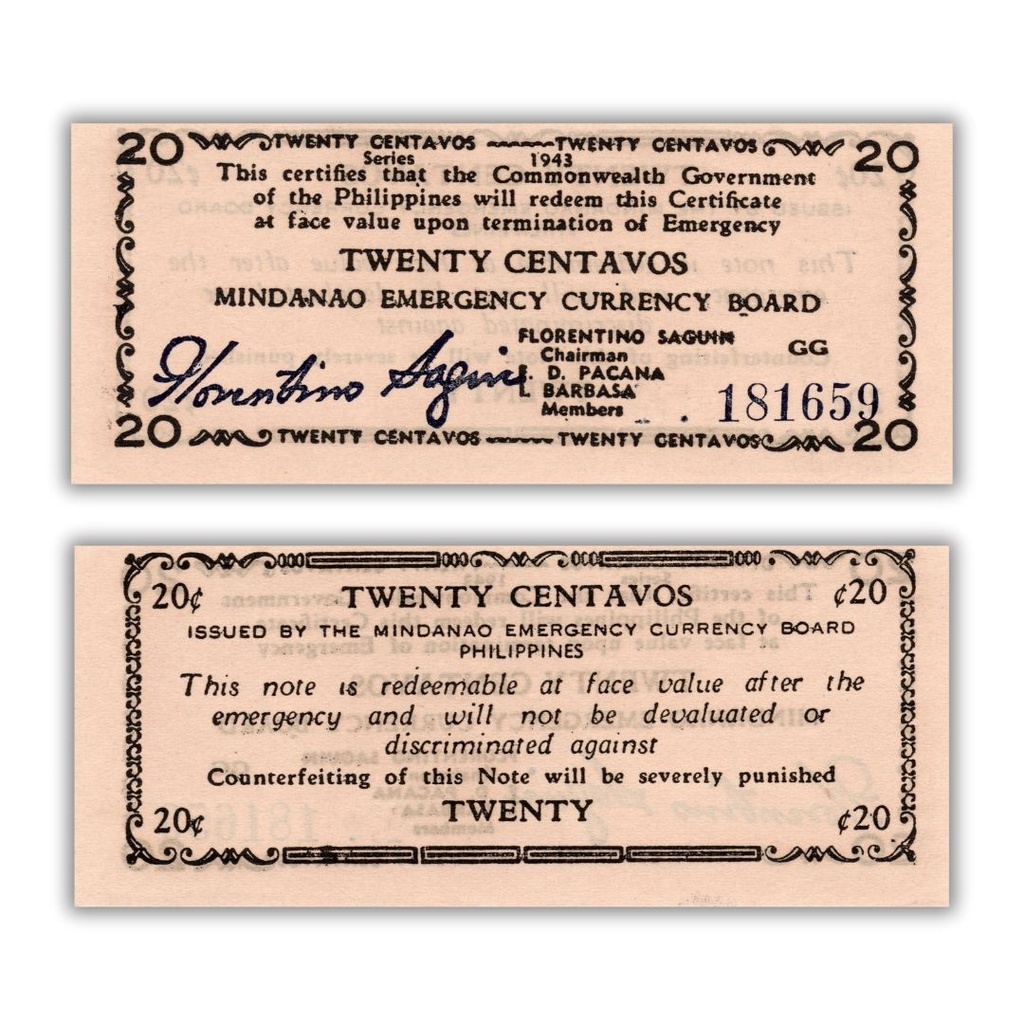 20 TWENTY CENTAVOS TWENTY CENTAVOS 20
Series 1943
This certifies that the Commonwealth Government
of the Philippines will redeem this Certificate
at face value upon termination of Emergency
TWENTY CENTAVOS
MINDANAO EMERGENCY CURRENCY BOARD
Florentino Saguin
FLORENTINO SAGUIN
Chairman
GG
F. D. PACANA
L. BARBASA
Members
181659
20 TWENTY CENTAVOS TWENTY CENTAVOS 20
20¢ TWENTY CENTAVOS ¢20
ISSUED BY THE MINDANAO EMERGENCY CURRENCY BOARD
PHILIPPINES
This note is redeemable at face value after the
emergency and will not be devaluated or
discriminated against
Counterfeiting of this Note will be severely punished
TWENTY
20¢ ¢20